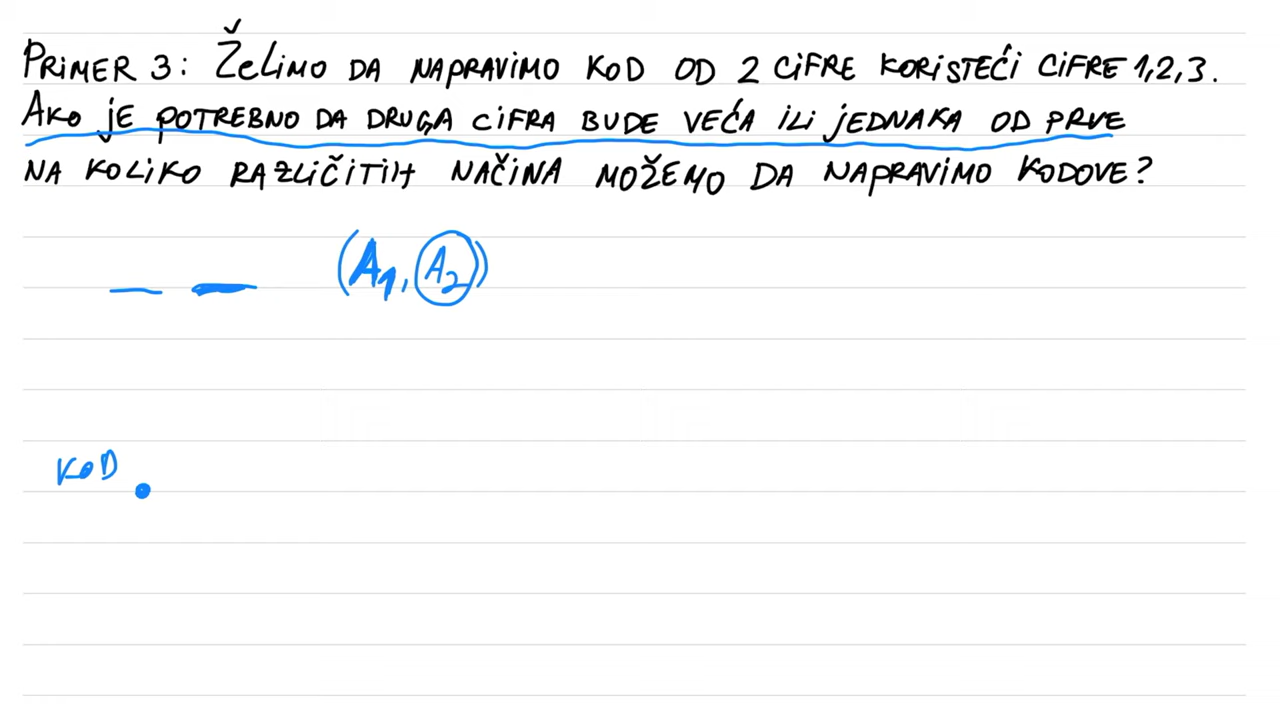 PRIMER 3: ŽELIMO DA NAPRAVIMO KOD OD 2 CIFRE KORISTEĆI CIFRE 1,2,3.
AKO JE POTREBNO DA DRUGA CIFRA BUDE VEĆA ILI JEDNAKA OD PRVE
NA KOLIKO RAZLIČITIH NAČINA MOŽEMO DA NAPRAVIMO KODOVE?
(A1, A2)
KOD